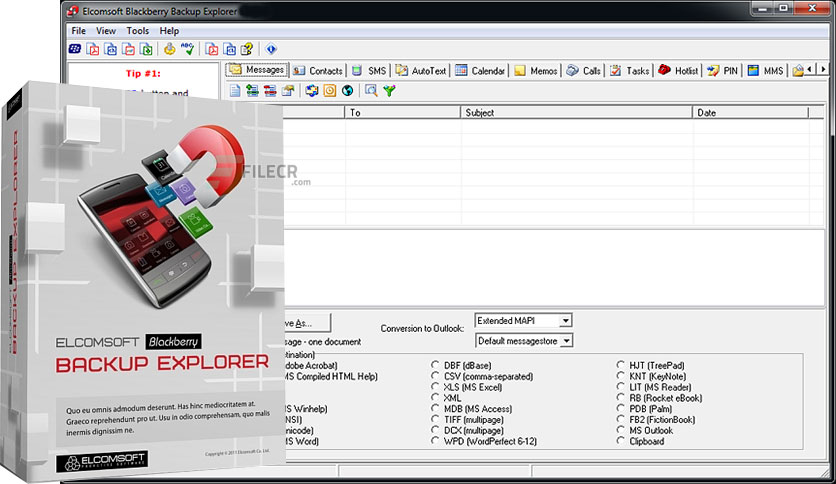 Elcomsoft Blackberry Backup Explorer
File View Tools Help
Tip #1:
button and
Messages Contacts SMS AutoText Calendar Memos Calls Tasks Hotlist PIN MMS
To Subject Date
FILECR
.com
BACKUP EXPLORER
ELCOMSOFT Blackberry
BACKUP EXPLORER
Quo eu omnis admodum deserunt. Has hinc mediocritatem at.
Graeco reprehendunt pro ut. Usu in odio comprehensam, quo malis
inermis dignissim ne.
ELCOMSOFT
PROACTIVE SOFTWARE
Copyright © 2011 Elcomsoft Co. Ltd.
ve As...
Conversion to Outlook:
Extended MAPI
Default messagestore
sage - one document
tination)
dobe Acrobat)
MS Compiled HTML Help)
MS Winhelp)
NSI)
nicode)
MS Word)
DBF (dBase)
CSV (comma-separated)
XLS (MS Excel)
XML
MDB (MS Access)
TIFF (multipage)
DCX (multipage)
WPD (WordPerfect 6-12)
HJT (TreePad)
KNT (KeyNote)
LIT (MS Reader)
RB (Rocket eBook)
PDB (Palm)
FB2 (FictionBook)
MS Outlook
Clipboard